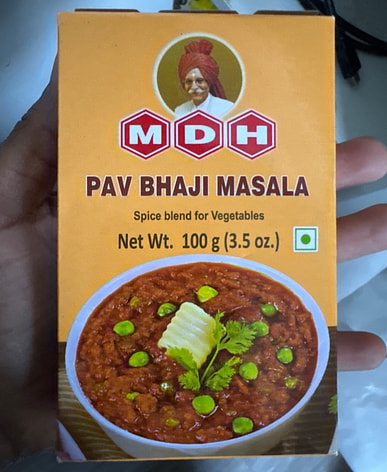 MDH
PAV BHAJI MASALA
Spice blend for Vegetables
Net Wt. 100 g (3.5 oz.)